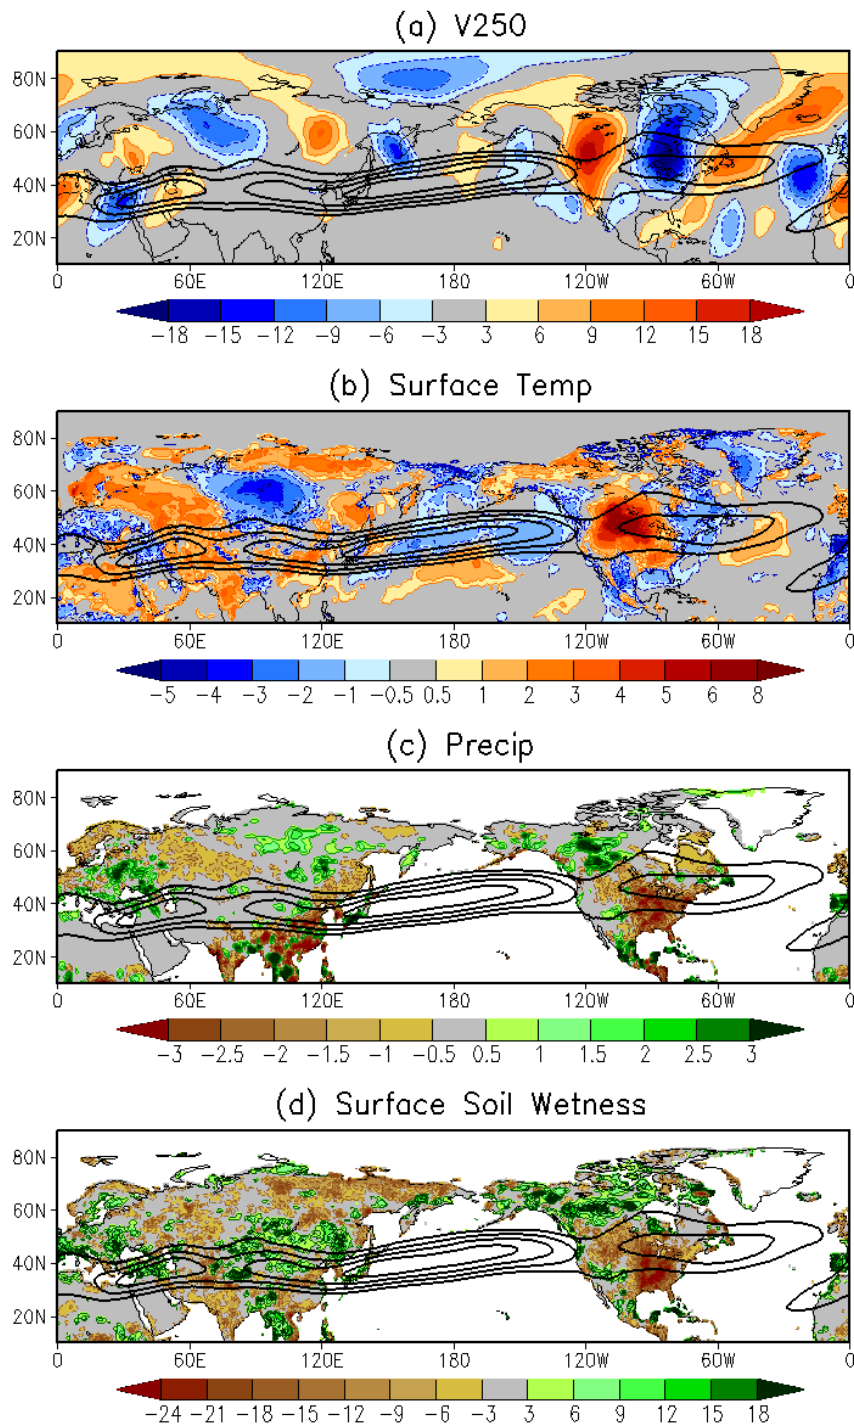 (a) V250
80N
60N
40N
20N
0 60E 120E 180 120W 60W 0
-18 -15 -12 -9 -6 -3 3 6 9 12 15 18
(b) Surface Temp
80N
60N
40N
20N
0 60E 120E 180 120W 60W 0
-5 -4 -3 -2 -1 -0.5 0.5 1 2 3 4 5 6 8
(c) Precip
80N
60N
40N
20N
0 60E 120E 180 120W 60W 0
-3 -2.5 -2 -1.5 -1 -0.5 0.5 1 1.5 2 2.5 3
(d) Surface Soil Wetness
80N
60N
40N
20N
0 60E 120E 180 120W 60W 0
-24 -21 -18 -15 -12 -9 -6 -3 3 6 9 12 15 18